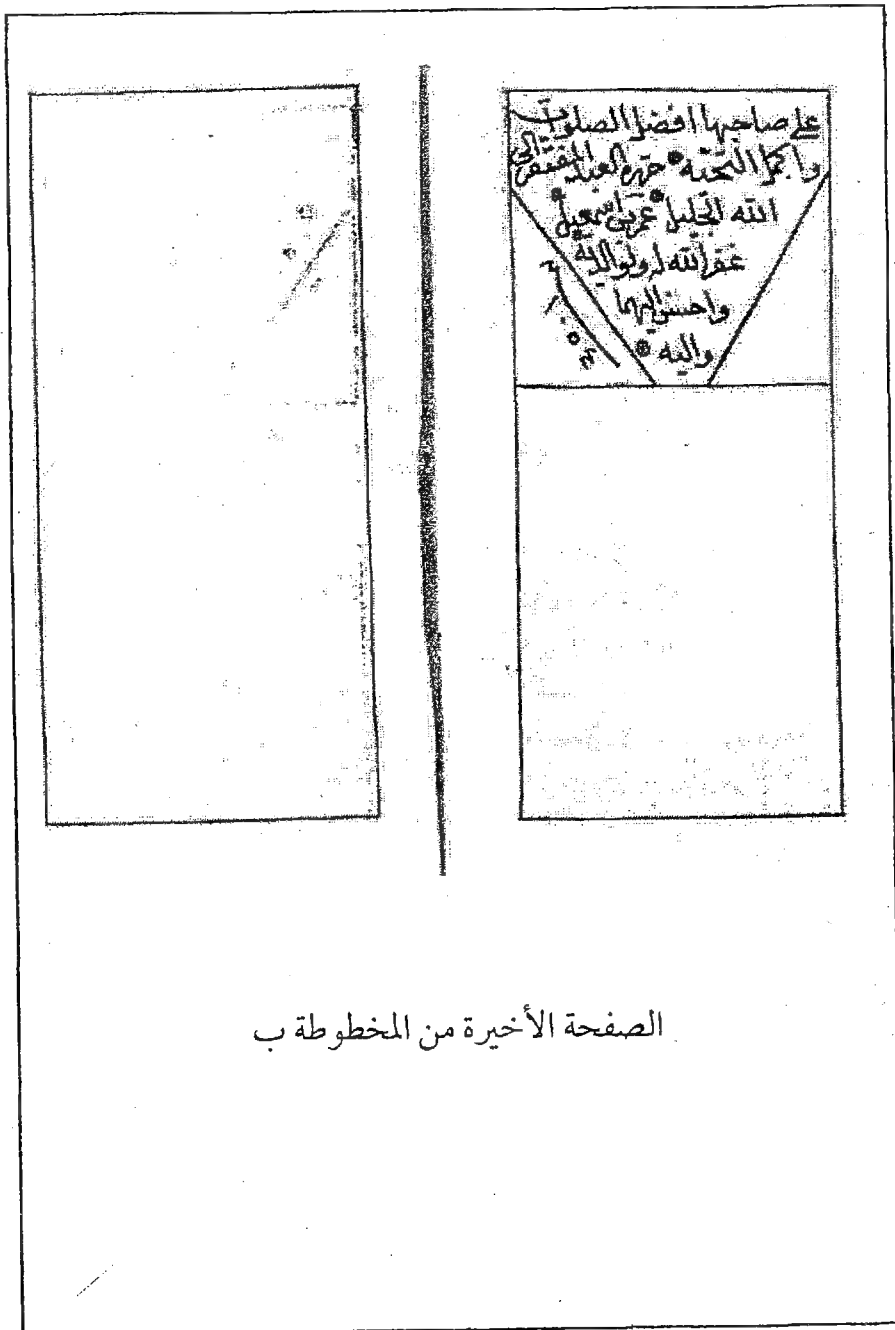 على صاحبها افضل الصلوات
واكمل التحية حرره العبد المفتقر الى
الله الجليل عمر بن اسمعيل
غفر الله له ولوالديه
واحسن اليهما
واليه
الصفحة الأخيرة من المخطوطة ب